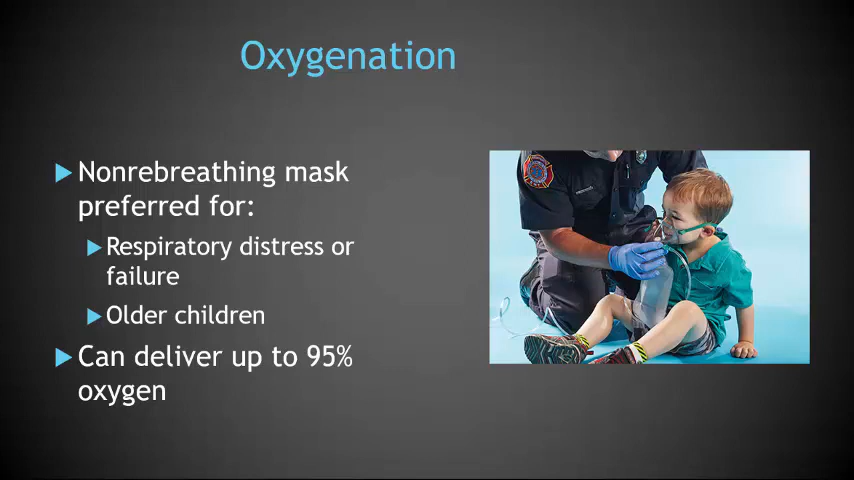 Oxygenation
Nonrebreathing mask
preferred for:
Respiratory distress or
failure
Older children
Can deliver up to 95%
oxygen